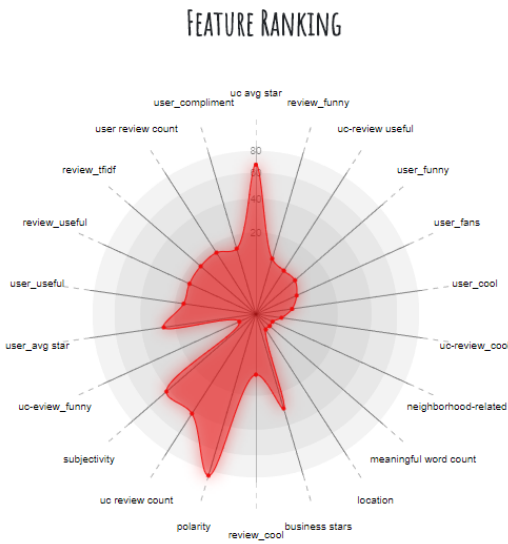 FEATURE RANKING
uc avg star
user_compliment
review_funny
user review count
uc-review useful
80
review_tfidf
user_funny
40
review_useful
user_fans
20
user_useful
user_cool
user_avg star
uc-review_cool
uc-eview_funny
neighborhood-related
subjectivity
meaningful word count
uc review count
location
polarity
business stars
review_cool